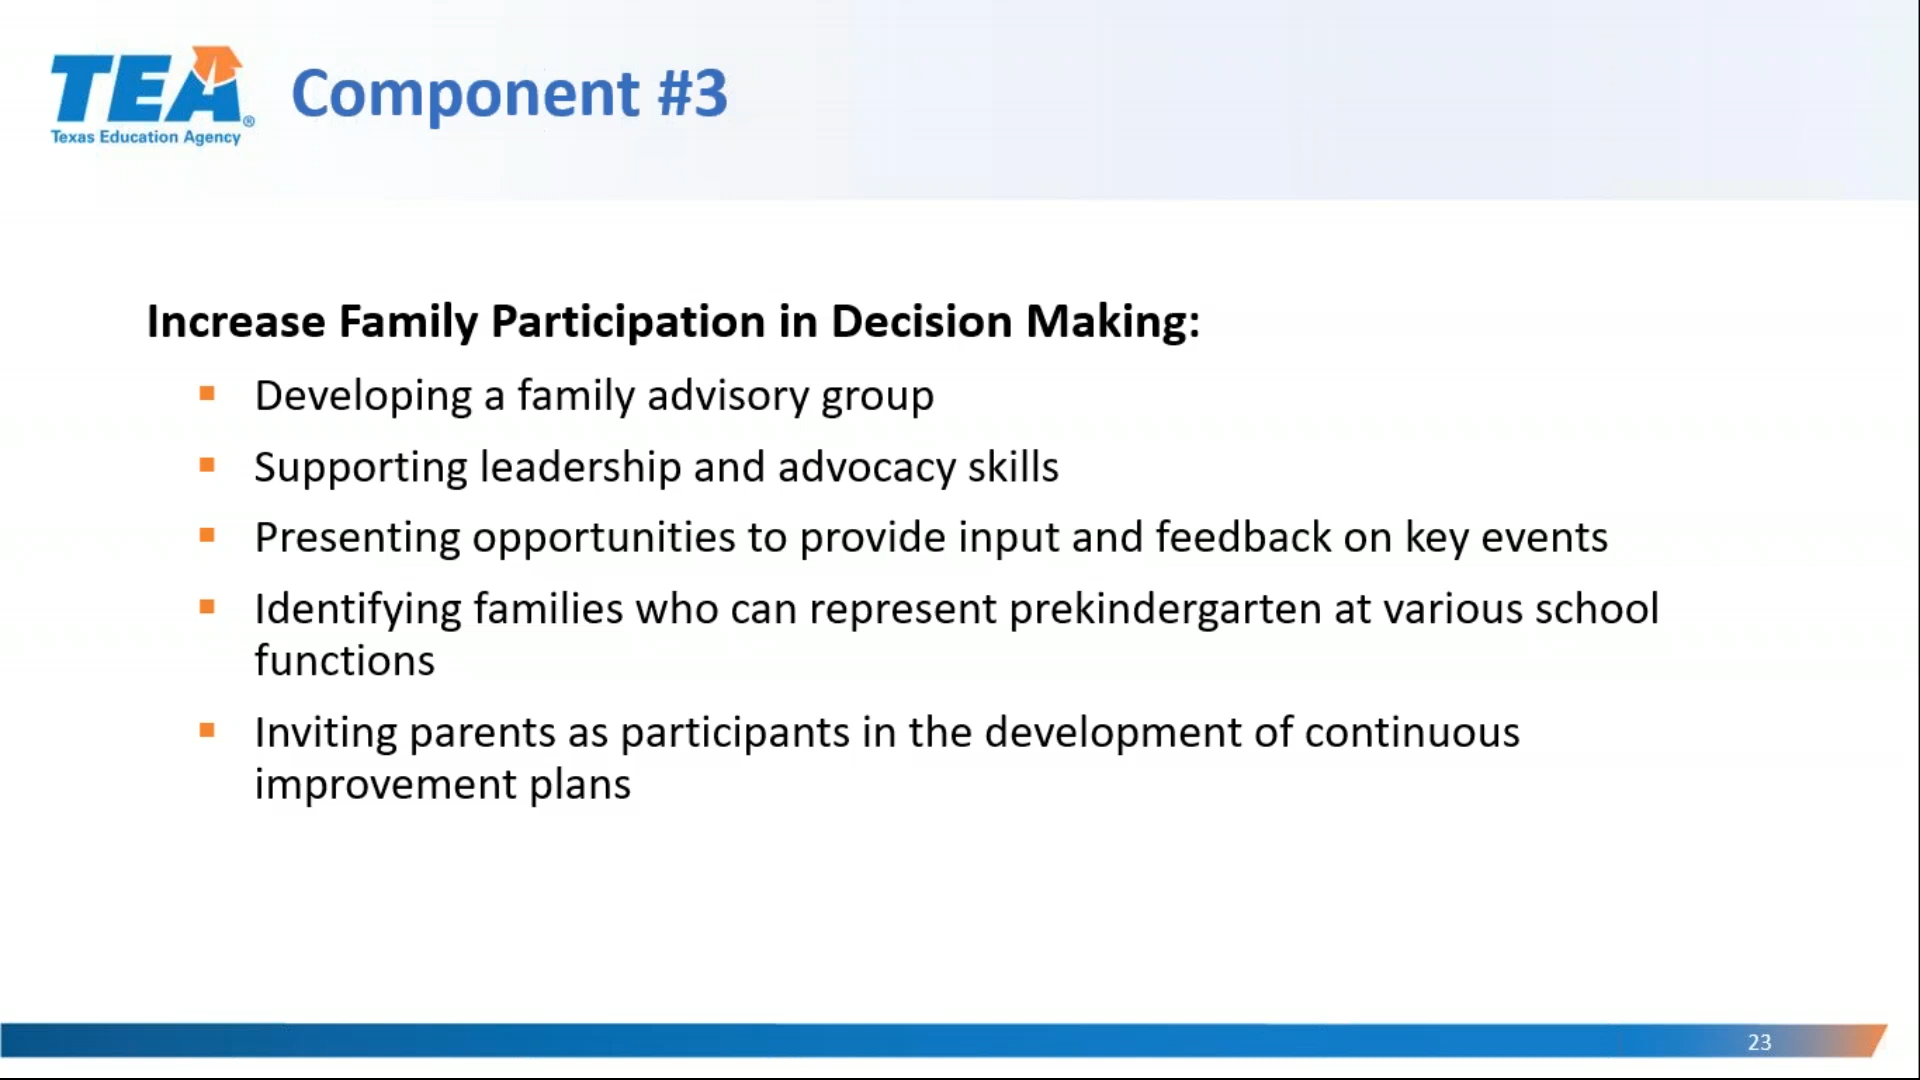 TEA®
Texas Education Agency
Component #3
Increase Family Participation in Decision Making:
▪ Developing a family advisory group
▪ Supporting leadership and advocacy skills
▪ Presenting opportunities to provide input and feedback on key events
▪ Identifying families who can represent prekindergarten at various school
functions
▪ Inviting parents as participants in the development of continuous
improvement plans
23